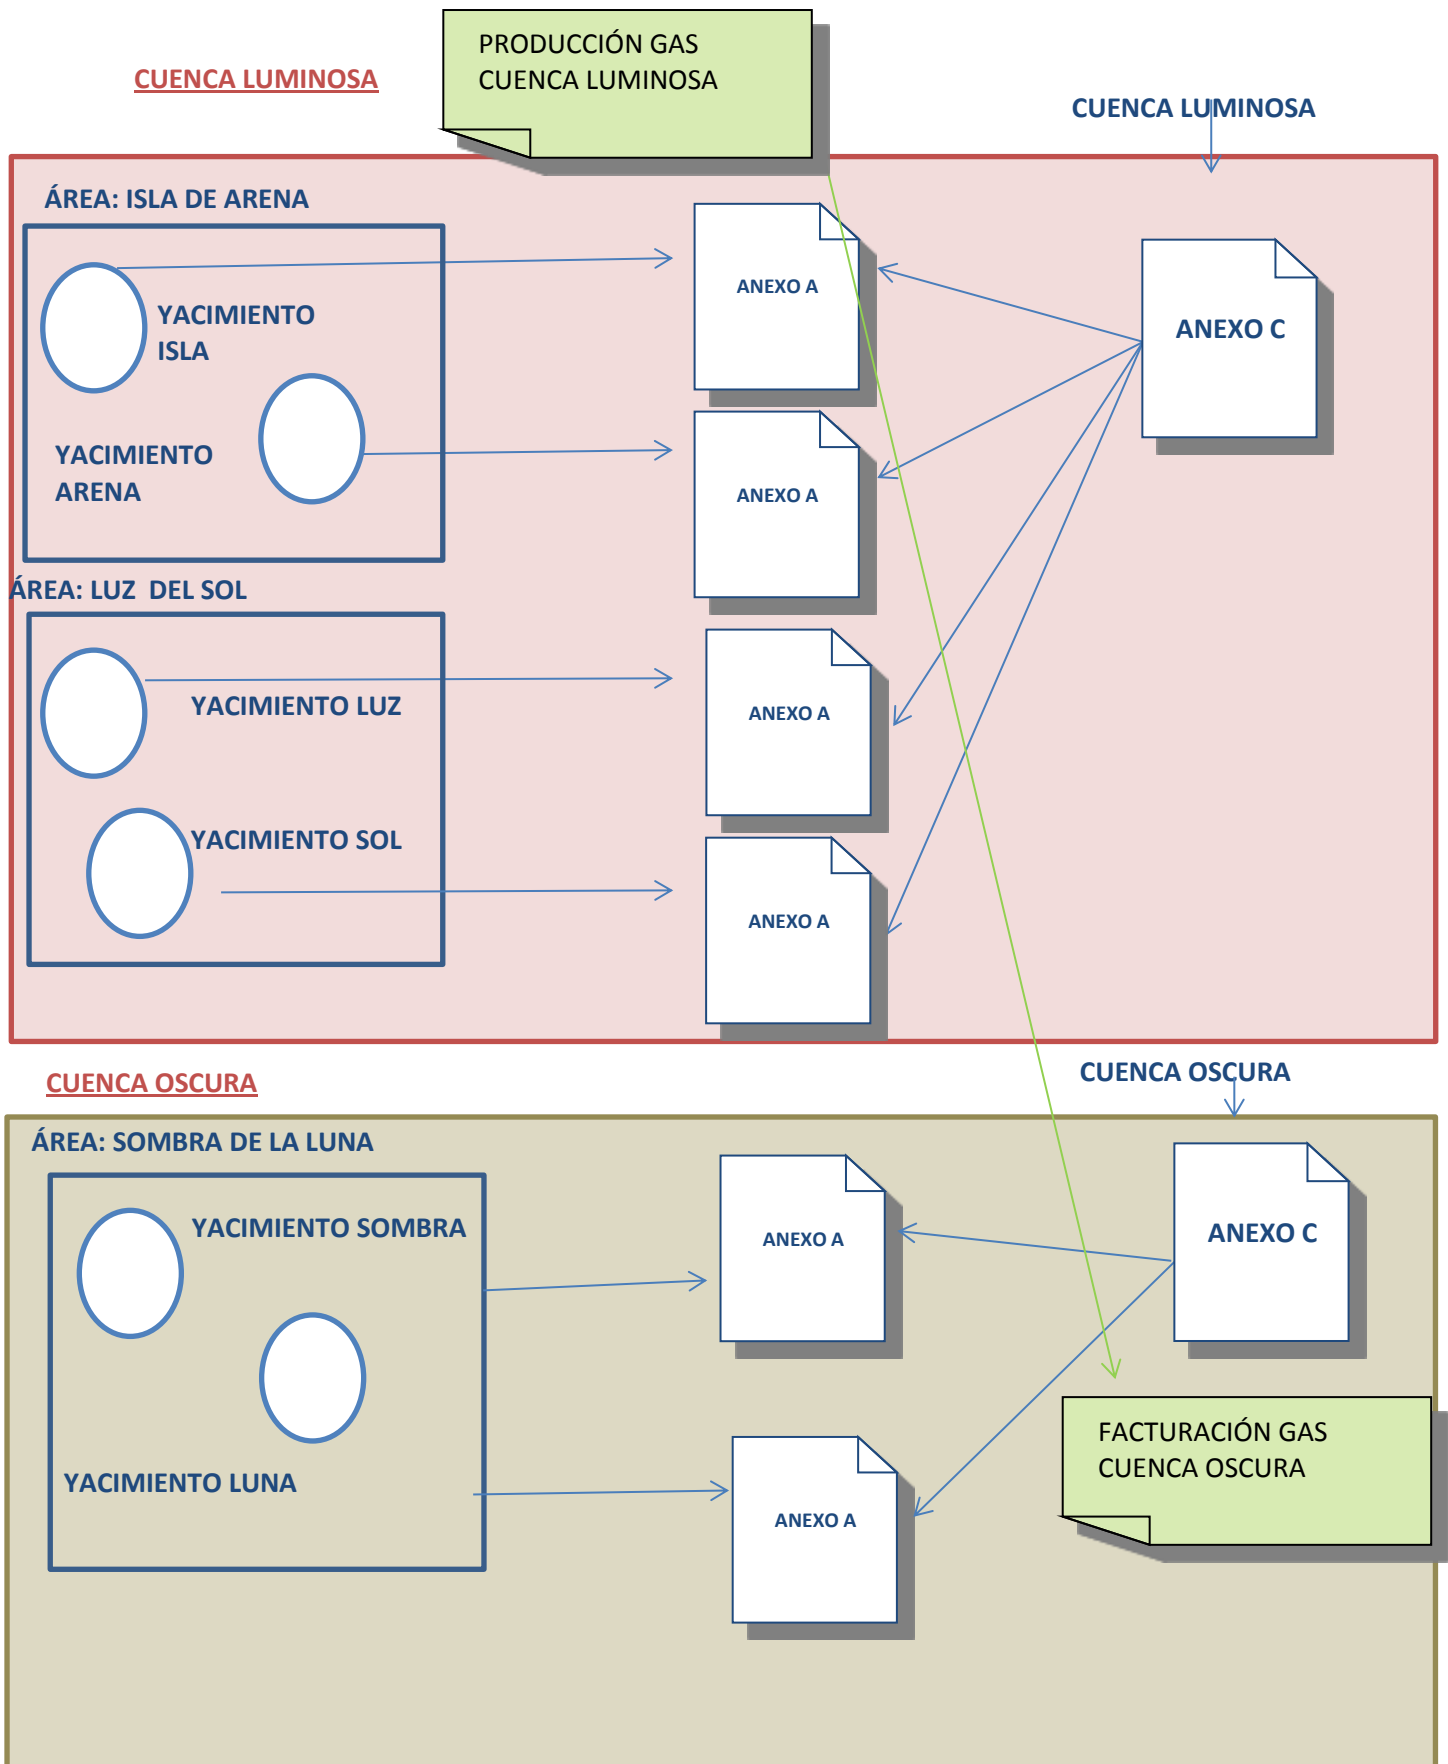 PRODUCCIÓN GAS
CUENCA LUMINOSA
CUENCA LUMINOSA
CUENCA LUMINOSA
ÁREA: ISLA DE ARENA
YACIMIENTO
ISLA
YACIMIENTO
ARENA
ANEXO A
ANEXO C
ANEXO A
ÁREA: LUZ  DEL SOL
YACIMIENTO LUZ
ANEXO A
YACIMIENTO SOL
ANEXO A
CUENCA OSCURA
CUENCA OSCURA
ÁREA: SOMBRA DE LA LUNA
YACIMIENTO SOMBRA
ANEXO A
ANEXO C
YACIMIENTO LUNA
ANEXO A
FACTURACIÓN GAS
CUENCA OSCURA